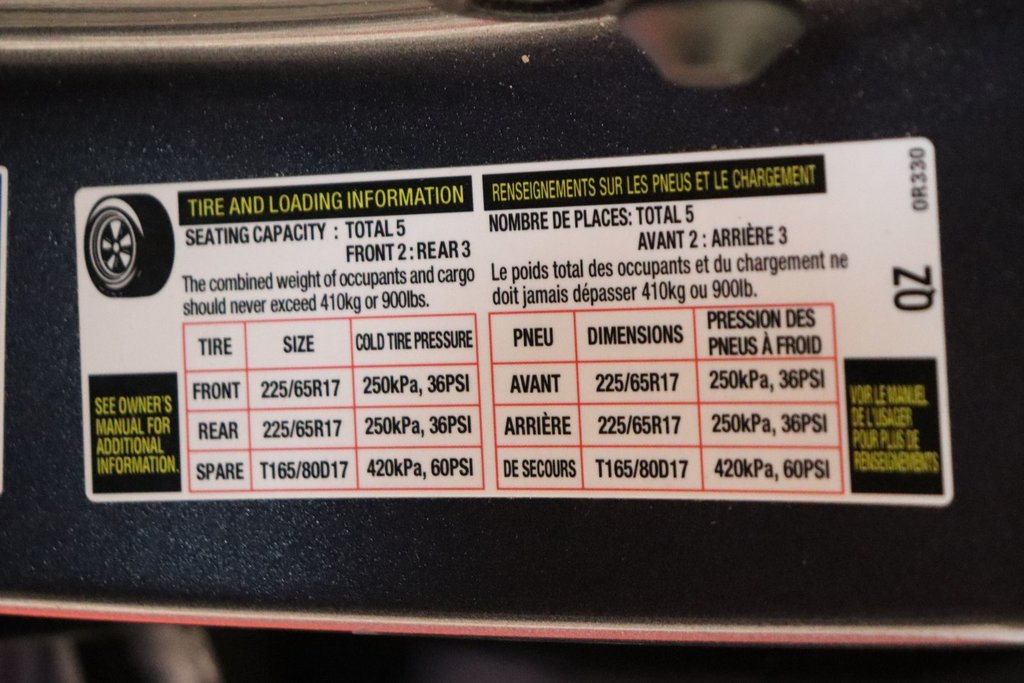 TIRE AND LOADING INFORMATION
SEATING CAPACITY : TOTAL 5
FRONT 2 : REAR 3
The combined weight of occupants and cargo
should never exceed 410kg or 900lbs.
TIRE SIZE COLD TIRE PRESSURE
FRONT 225/65R17 250kPa, 36PSI
REAR 225/65R17 250kPa, 36PSI
SPARE T165/80D17 420kPa, 60PSI
SEE OWNER'S
MANUAL FOR
ADDITIONAL
INFORMATION.
RENSEIGNEMENTS SUR LES PNEUS ET LE CHARGEMENT
NOMBRE DE PLACES: TOTAL 5
AVANT 2 : ARRIÈRE 3
Le poids total des occupants et du chargement ne
doit jamais dépasser 410kg ou 900lb.
PNEU DIMENSIONS PRESSION DES
PNEUS À FROID
AVANT 225/65R17 250kPa, 36PSI
ARRIÈRE 225/65R17 250kPa, 36PSI
DE SECOURS T165/80D17 420kPa, 60PSI
VOIR LE MANUEL
DE L'USAGER
POUR PLUS DE
RENSEIGNEMENTS
0R330
QZ